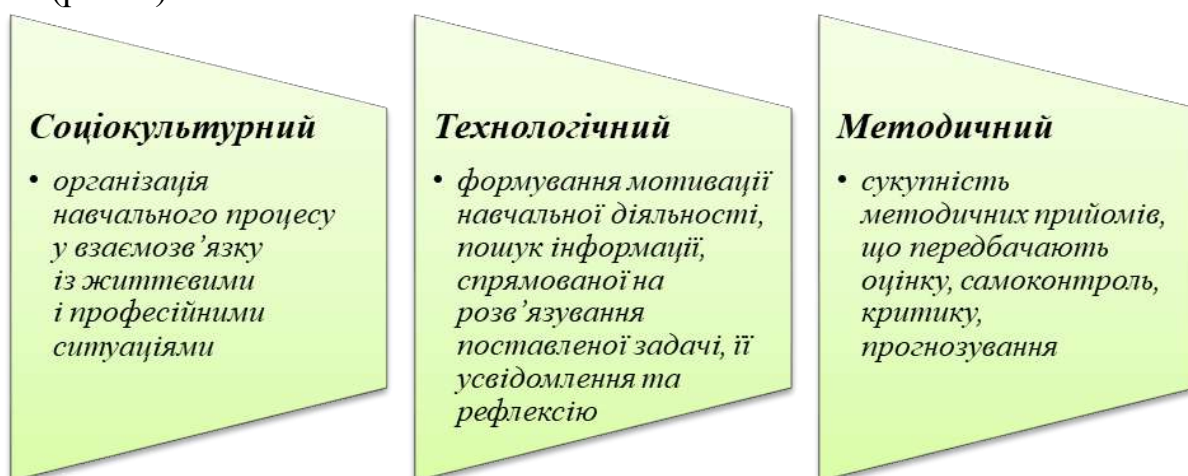 Соціокультурний
• організація
навчального процесу
у взаємозв’язку
із життєвими
і професійними
ситуаціями
Технологічний
• формування мотивації
навчальної діяльності,
пошук інформації,
спрямованої на
розв’язування
поставленої задачі, її
усвідомлення та
рефлексію
Методичний
• сукупність
методичних прийомів,
що передбачають
оцінку, самоконтроль,
критику,
прогнозування